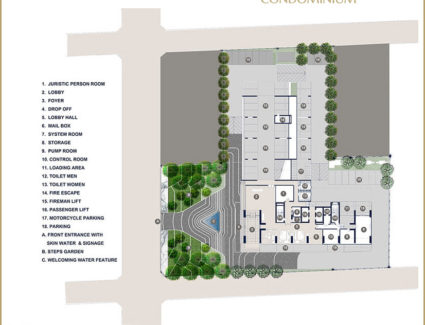 CONDOMINIUM
1. JURISTIC PERSON ROOM
2. LOBBY
3. FOYER
4. DROP OFF
5. LOBBY HALL
6. MAIL BOX
7. SYSTEM ROOM
8. STORAGE
9. PUMP ROOM
10. CONTROL ROOM
11. LOADING AREA
12. TOILET MEN
13. TOILET WOMEN
14. FIRE ESCAPE
15. FIREMAN LIFT
16. PASSENGER LIFT
17. MOTORCYCLE PARKING
18. PARKING
A. FRONT ENTRANCE WITH
SKIN WATER & SIGNAGE
B. STEPS GARDEN
C. WELCOMING WATER FEATURE